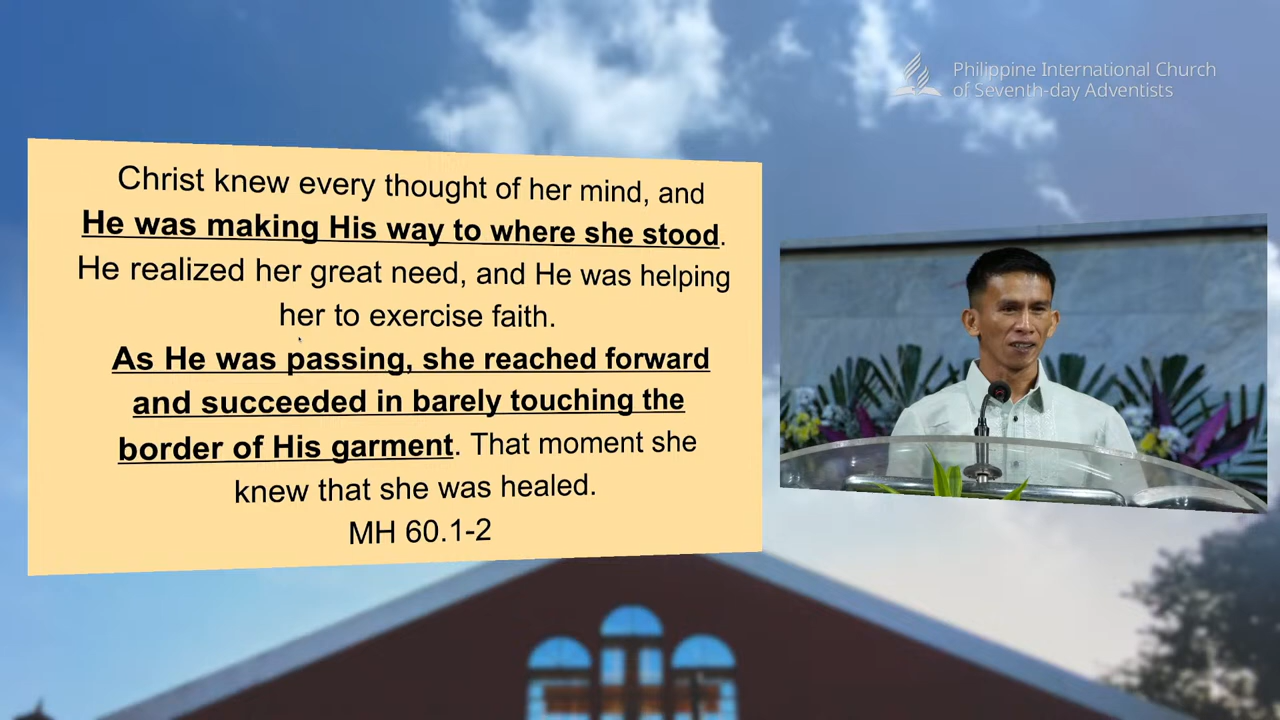 Philippine International Church
of Seventh-day Adventists
Christ knew every thought of her mind, and
He was making His way to where she stood.
He realized her great need, and He was helping
her to exercise faith.
As He was passing, she reached forward
and succeeded in barely touching the
border of His garment. That moment she
knew that she was healed.
MH 60.1-2